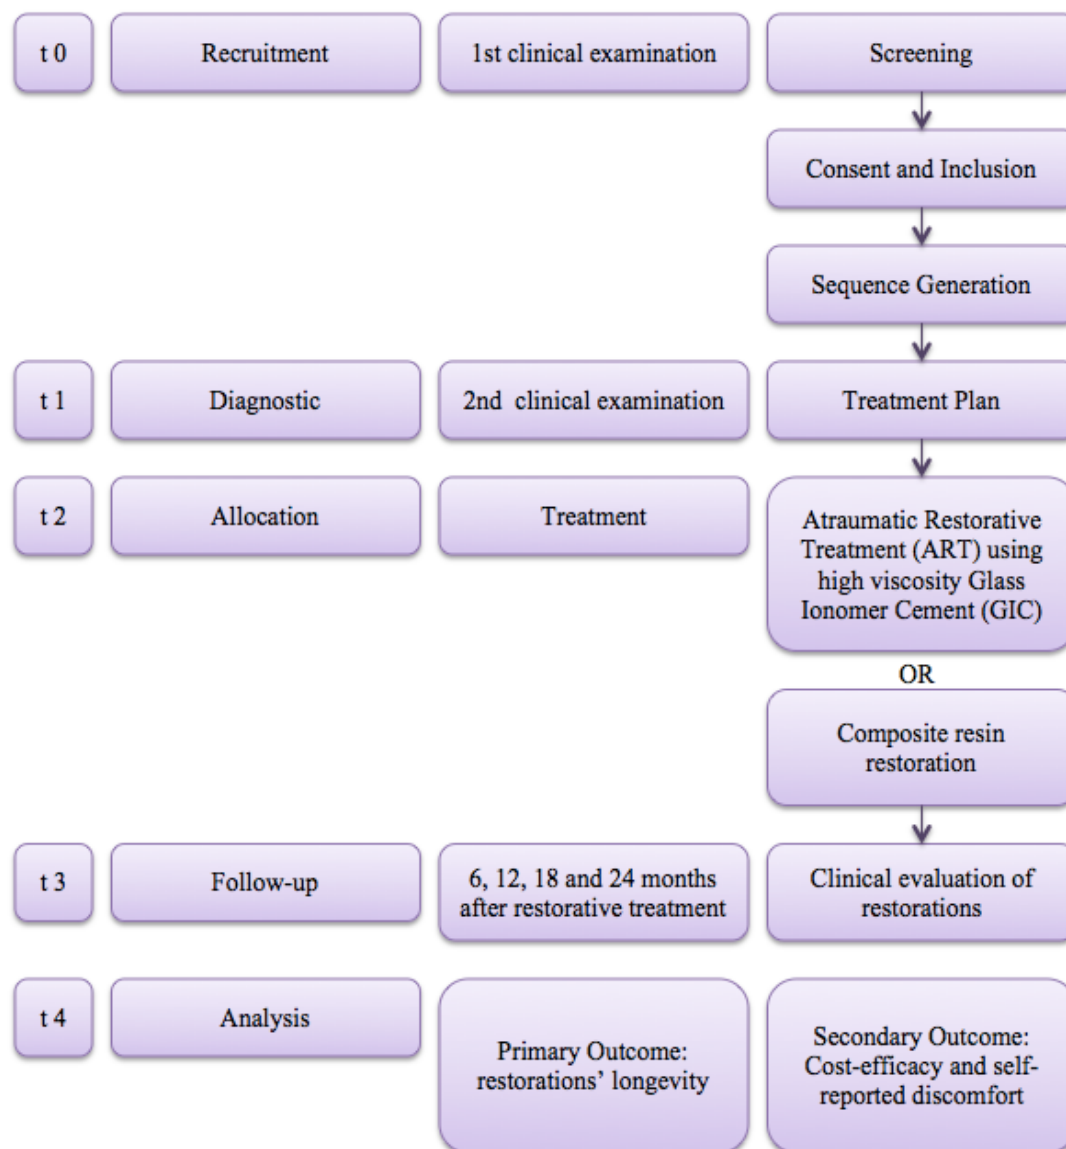 t 0
Recruitment
1st clinical examination
Screening
Consent and Inclusion
Sequence Generation
t 1
Diagnostic
2nd clinical examination
Treatment Plan
t 2
Allocation
Treatment
Atraumatic Restorative
Treatment (ART) using
high viscosity Glass
Ionomer Cement (GIC)
OR
Composite resin
restoration
t 3
Follow-up
6, 12, 18 and 24 months
after restorative treatment
Clinical evaluation of
restorations
t 4
Analysis
Primary Outcome:
restorations’ longevity
Secondary Outcome:
Cost-efficacy and self-
reported discomfort